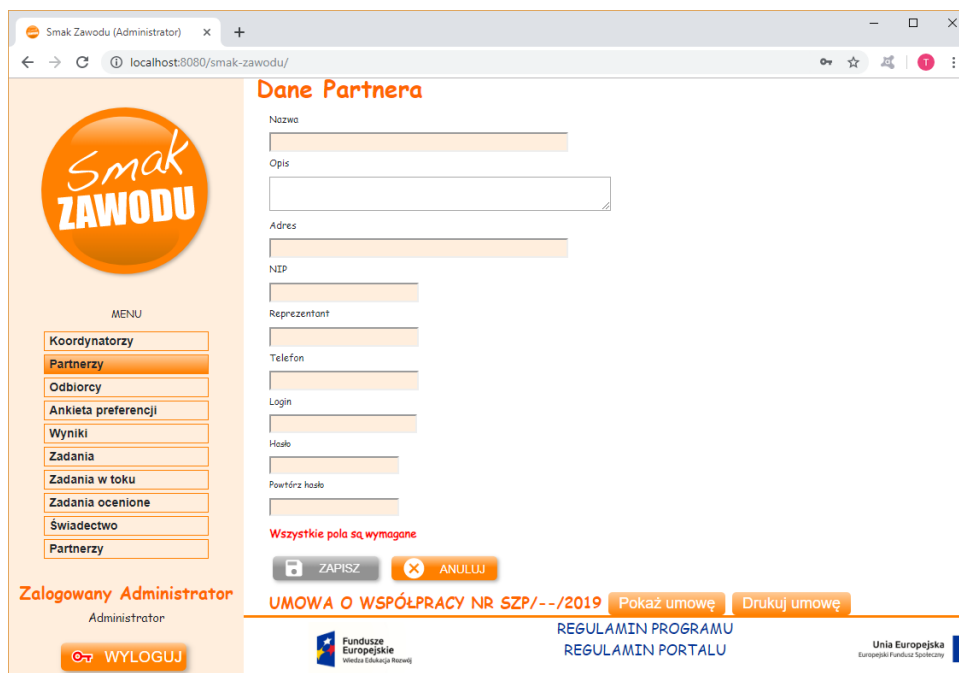 Smak Zawodu (Administrator)
localhost:8080/smak-zawodu/
T
Smak
ZAWODU
MENU
Koordynatorzy
Partnerzy
Odbiorcy
Ankieta preferencji
Wyniki
Zadania
Zadania w toku
Zadania ocenione
Świadectwo
Partnerzy
Zalogowany Administrator
Administrator
WYLOGUJ
Dane Partnera
Nazwa
Opis
Adres
NIP
Reprezentant
Telefon
Login
Hasło
Powtórz hasło
Wszystkie pola są wymagane
ZAPISZ ANULUJ
UMOWA O WSPÓŁPRACY NR SZP/--/2019 Pokaż umowę Drukuj umowę
Fundusze
Europejskie
Wiedza Edukacja Rozwój
REGULAMIN PROGRAMU
REGULAMIN PORTALU
Unia Europejska
Europejski Fundusz Społeczny